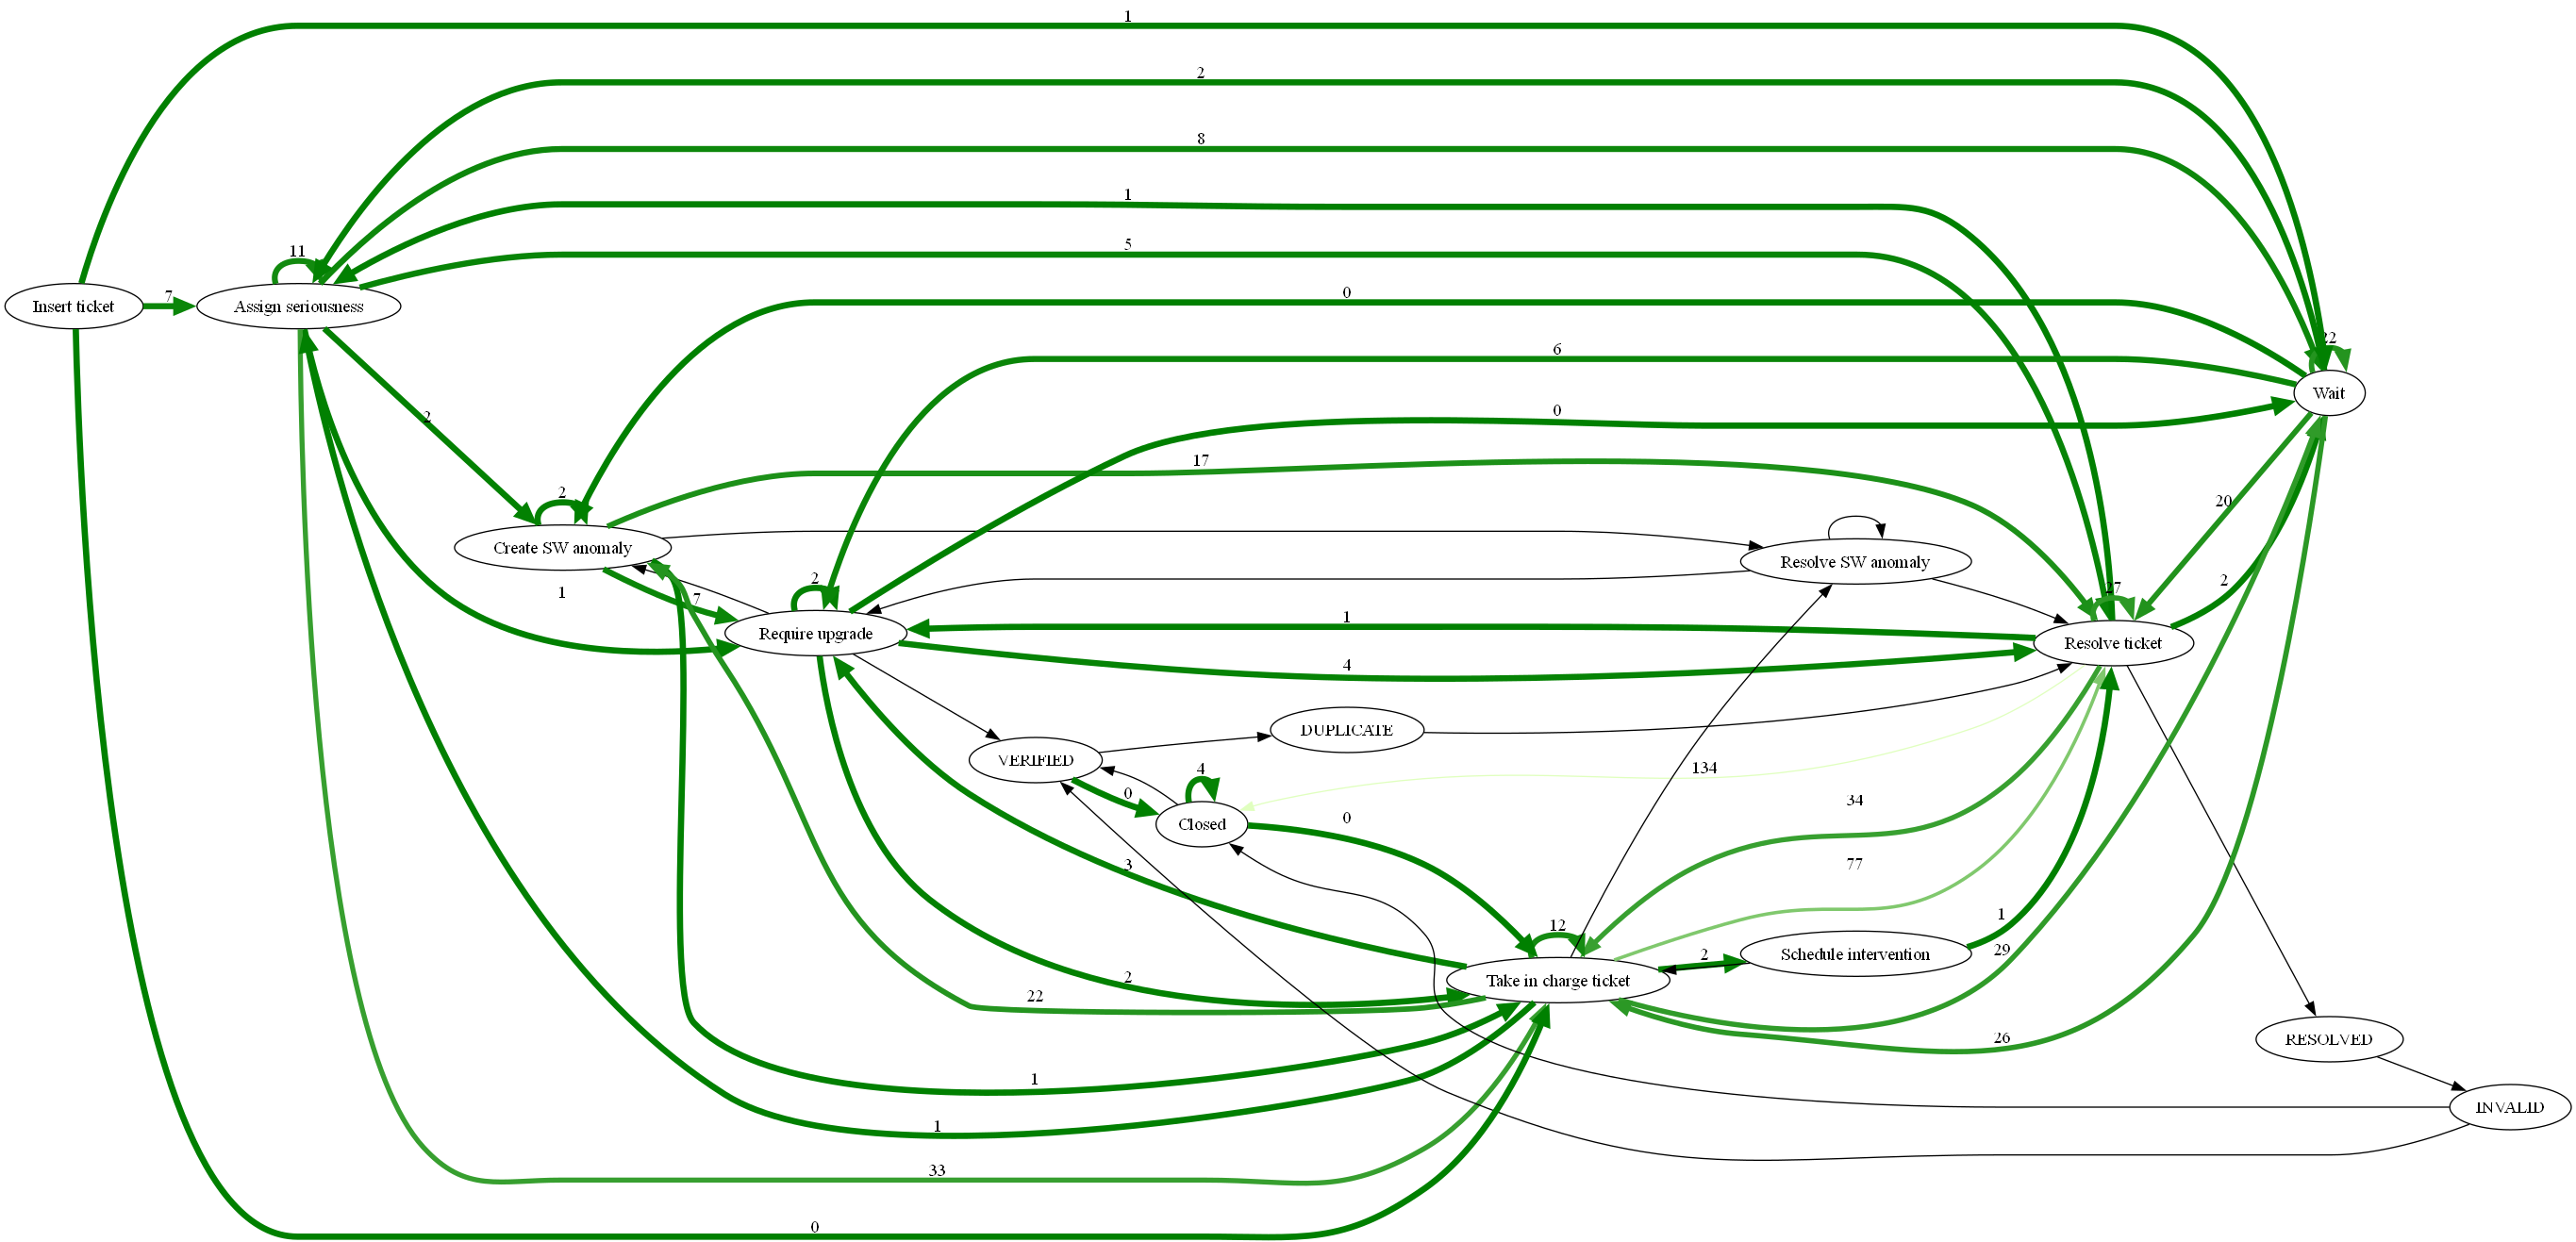 1
2
8
1
5
11
Insert ticket
7
Assign seriousness
0
22
6
Wait
0
2
17
20
2
Create SW anomaly
Resolve SW anomaly
2
27
2
1
7
1
Require upgrade
Resolve ticket
4
DUPLICATE
VERIFIED
4
134
0
34
Closed
0
3
77
12
1
2
Schedule intervention
29
2
Take in charge ticket
22
26
RESOLVED
1
INVALID
1
33
0